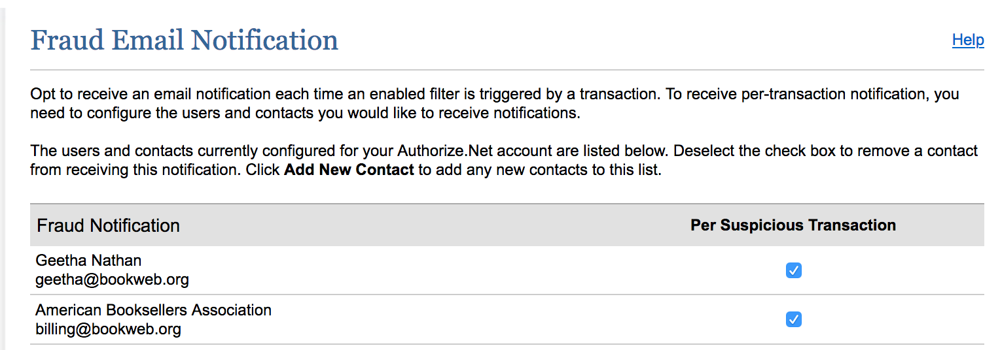 Fraud Email Notification
Help
Opt to receive an email notification each time an enabled filter is triggered by a transaction. To receive per-transaction notification, you
need to configure the users and contacts you would like to receive notifications.
The users and contacts currently configured for your Authorize.Net account are listed below. Deselect the check box to remove a contact
from receiving this notification. Click Add New Contact to add any new contacts to this list.
Fraud Notification
Per Suspicious Transaction
Geetha Nathan
geetha@bookweb.org
American Booksellers Association
billing@bookweb.org